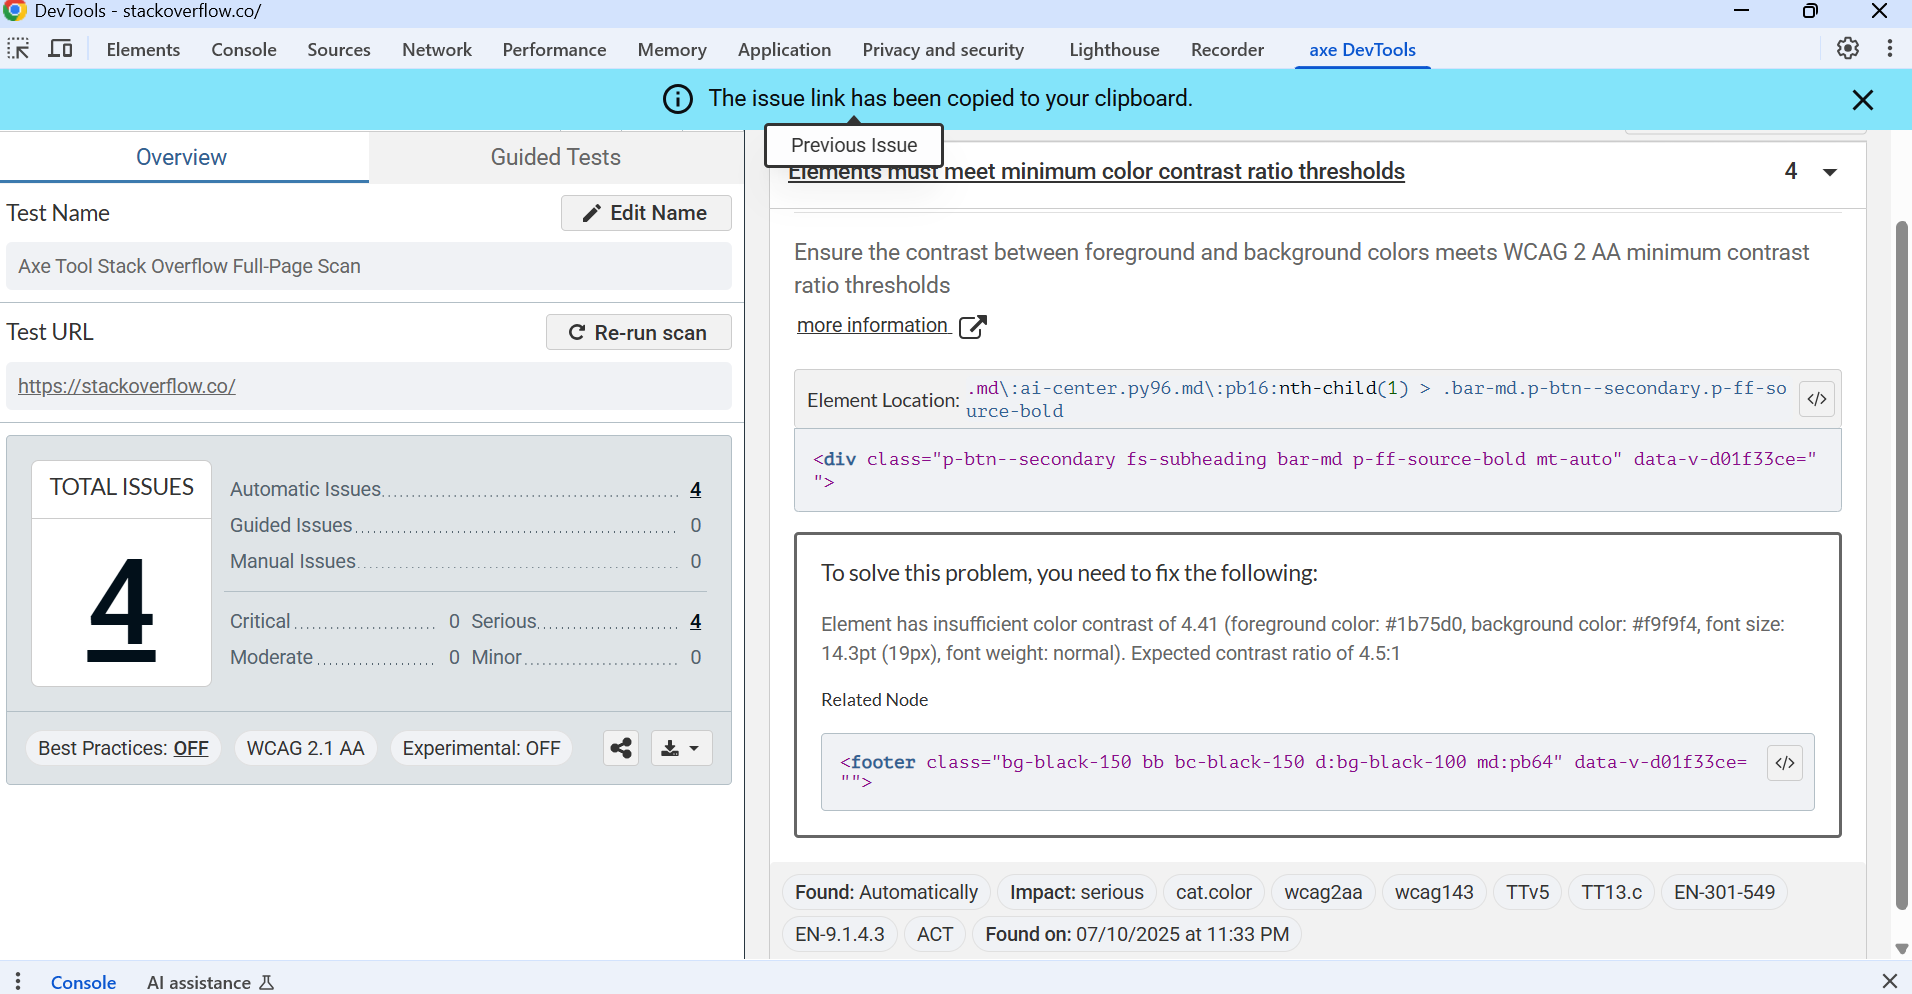 DevTools - stackoverflow.co/
Elements Console Sources Network Performance Memory Application Privacy and security Lighthouse Recorder axe DevTools
The issue link has been copied to your clipboard.
Previous Issue
Overview Guided Tests
Test Name
Edit Name
Axe Tool Stack Overflow Full-Page Scan
Test URL
Re-run scan
https://stackoverflow.co/
TOTAL ISSUES
4
Automatic Issues 4
Guided Issues 0
Manual Issues 0
Critical 0 Serious 4
Moderate 0 Minor 0
Best Practices: OFF WCAG 2.1 AA Experimental: OFF
Elements must meet minimum color contrast ratio thresholds 4
Ensure the contrast between foreground and background colors meets WCAG 2 AA minimum contrast
ratio thresholds
more information
Element Location: .md\:ai-center.py96.md\:pb16:nth-child(1) > .bar-md.p-btn--secondary.p-ff-so
urce-bold
</>
<div class="p-btn--secondary fs-subheading bar-md p-ff-source-bold mt-auto" data-v-d01f33ce="
">
To solve this problem, you need to fix the following:
Element has insufficient color contrast of 4.41 (foreground color: #1b75d0, background color: #f9f9f4, font size:
14.3pt (19px), font weight: normal). Expected contrast ratio of 4.5:1
Related Node
<footer class="bg-black-150 bb bc-black-150 d:bg-black-100 md:pb64" data-v-d01f33ce=
"">
</>
Found: Automatically Impact: serious cat.color wcag2aa wcag143 TTv5 TT13.c EN-301-549
EN-9.1.4.3 ACT Found on: 07/10/2025 at 11:33 PM
Console AI assistance